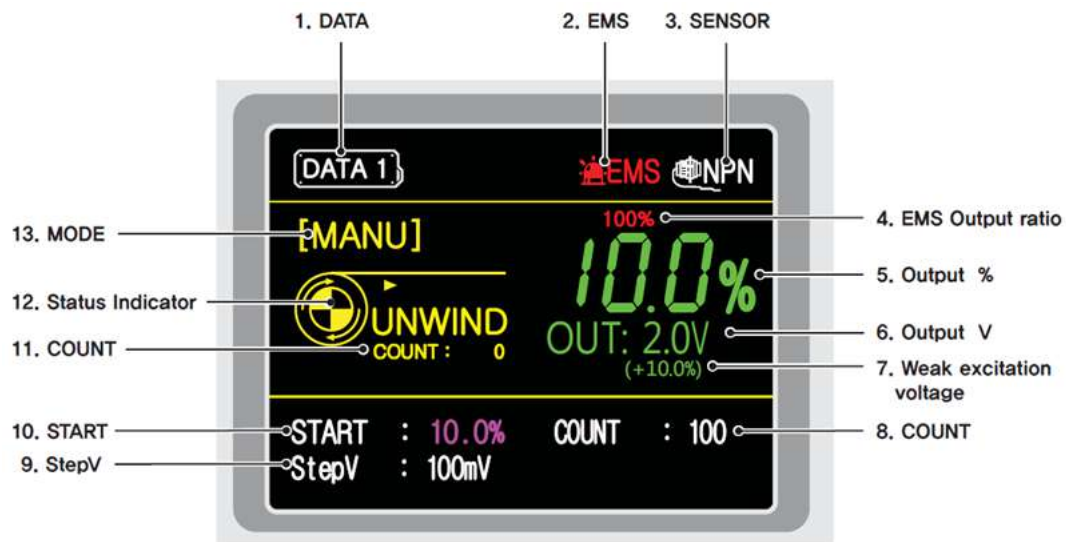 1. DATA
2. EMS
3. SENSOR
DATA 1
EMS
NPN
13. MODE
[MANU]
100%
4. EMS Output ratio
10.0%
5. Output %
12. Status Indicator
UNWIND
OUT: 2.0V
6. Output V
11. COUNT
COUNT : 0
(+10.0%)
7. Weak excitation
voltage
10. START
START : 10.0%
COUNT : 100
8. COUNT
9. StepV
StepV : 100mV